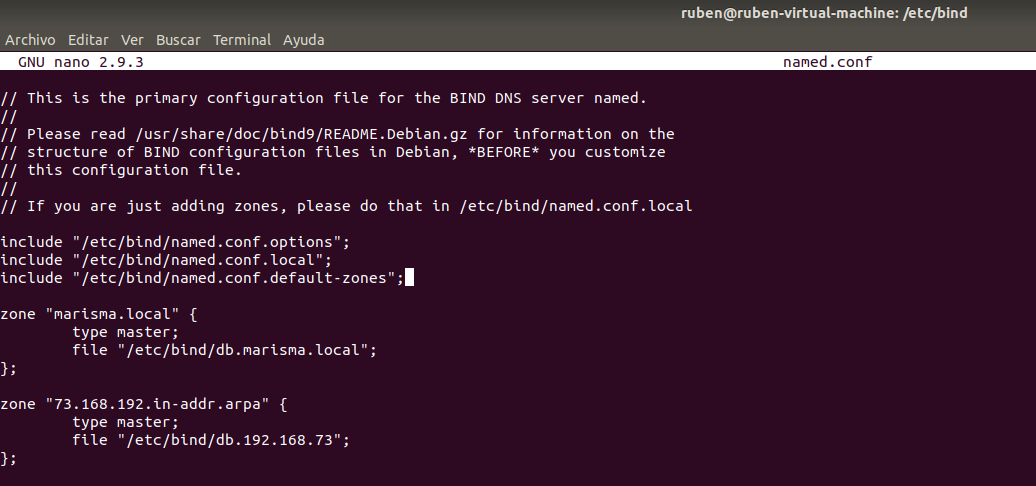 ruben@ruben-virtual-machine: /etc/bind
Archivo Editar Ver Buscar Terminal Ayuda
GNU nano 2.9.3 named.conf
// This is the primary configuration file for the BIND DNS server named.
//
// Please read /usr/share/doc/bind9/README.Debian.gz for information on the
// structure of BIND configuration files in Debian, *BEFORE* you customize
// this configuration file.
//
// If you are just adding zones, please do that in /etc/bind/named.conf.local
include "/etc/bind/named.conf.options";
include "/etc/bind/named.conf.local";
include "/etc/bind/named.conf.default-zones";
zone "marisma.local" {
        type master;
        file "/etc/bind/db.marisma.local";
};
zone "73.168.192.in-addr.arpa" {
        type master;
        file "/etc/bind/db.192.168.73";
};